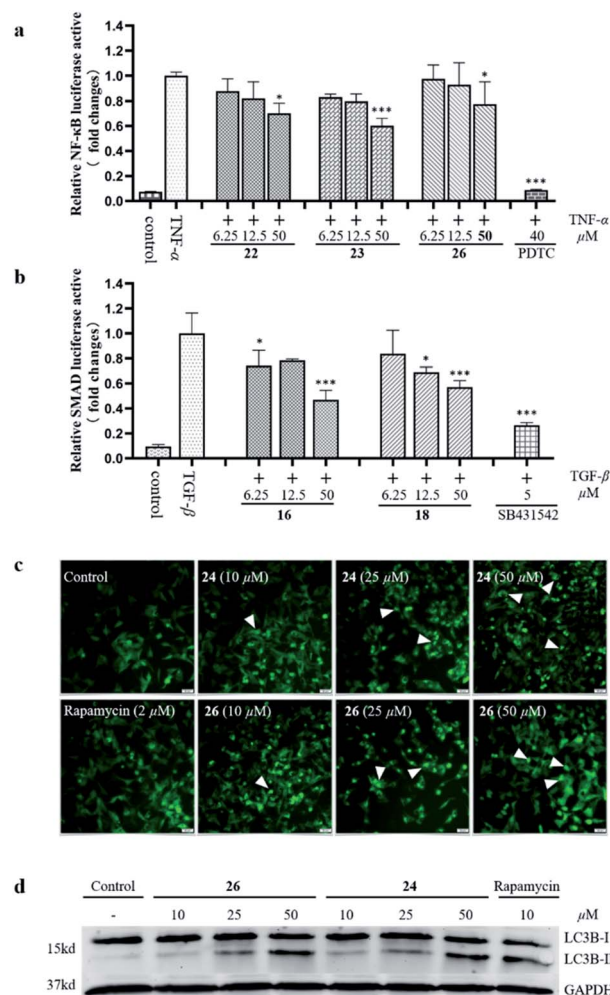 a
Relative NF-κB luciferase active
( fold changes)
1.4
1.2
1.0
0.8
0.6
0.4
0.2
0.0
* *** * ***
control TNF-α + + + + + + + + + + TNF-α
6.25 12.5 50 6.25 12.5 50 6.25 12.5 50 40 μM
22 23 26 PDTC
b
Relative SMAD luciferase active
( fold changes)
1.4
1.2
1.0
0.8
0.6
0.4
0.2
0.0
* *** * *** ***
control TGF-β + + + + + + + TGF-β
6.25 12.5 50 6.25 12.5 50 5 μM
16 18 SB431542
c
Control 24 (10 μM) 24 (25 μM) 24 (50 μM)
Rapamycin (2 μM) 26 (10 μM) 26 (25 μM) 26 (50 μM)
d
Control 26 24 Rapamycin
- 10 25 50 10 25 50 10 μM
15kd LC3B-I
LC3B-II
37kd GAPDH